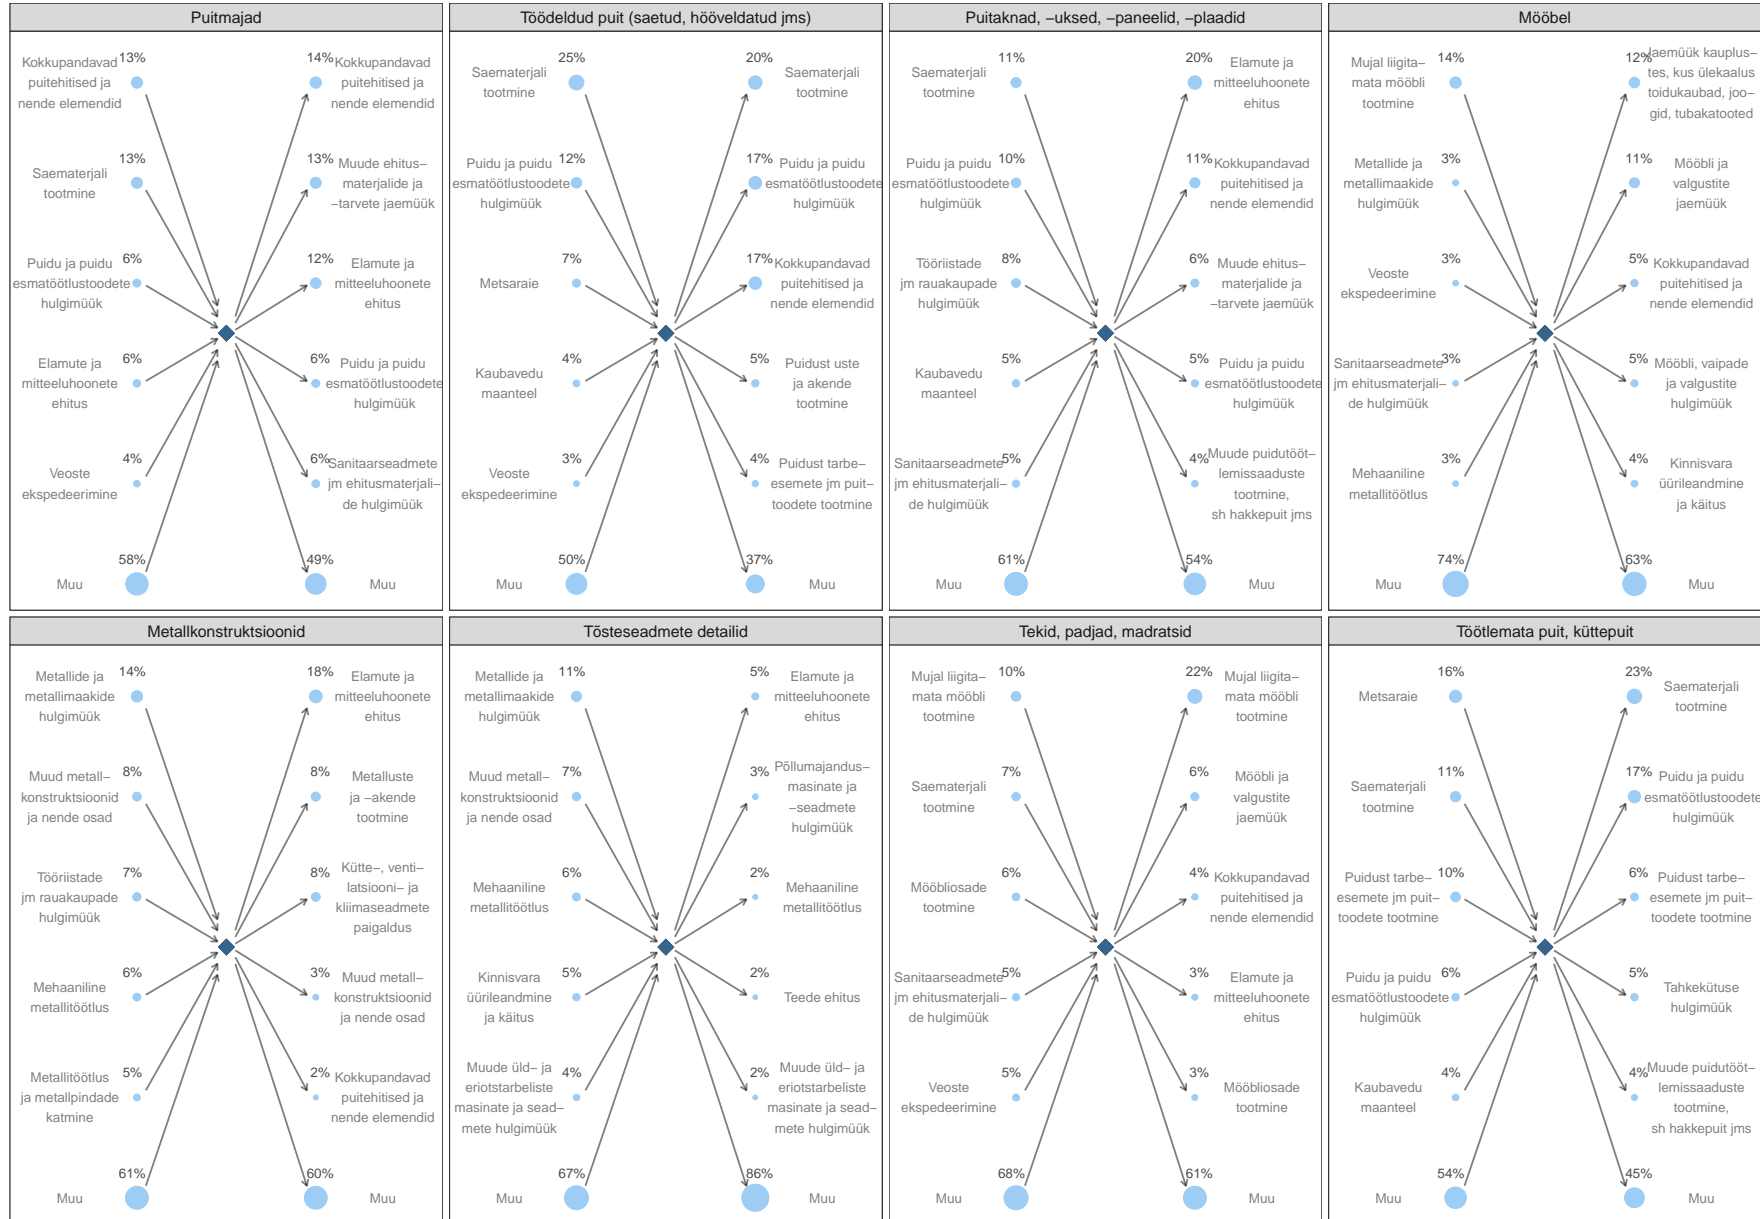 Puitmajad
Kokkupandavad
puitehitised ja
nende elemendid
13%
14%
Kokkupandavad
puitehitised ja
nende elemendid
Saematerjali
tootmine
13%
13%
Muude ehitus–
materjalide ja
–tarvete jaemüük
Puidu ja puidu
esmatöötlustoodete
hulgimüük
6%
12%
Elamute ja
mitteeluhoonete
ehitus
Elamute ja
mitteeluhoonete
ehitus
6%
6%
Puidu ja puidu
esmatöötlustoodete
hulgimüük
Veoste
ekspedeerimine
4%
6%
Sanitaarseadmete
jm ehitusmaterjali–
de hulgimüük
Muu
58%
49%
Muu
Töödeldud puit (saetud, hööveldatud jms)
Saematerjali
tootmine
25%
20%
Saematerjali
tootmine
Puidu ja puidu
esmatöötlustoodete
hulgimüük
12%
17%
Puidu ja puidu
esmatöötlustoodete
hulgimüük
Metsaraie
7%
17%
Kokkupandavad
puitehitised ja
nende elemendid
Kaubavedu
maanteel
4%
5%
Puidust uste
ja akende
tootmine
Veoste
ekspedeerimine
3%
4%
Puidust tarbe–
esemete jm puit–
toodete tootmine
Muu
50%
37%
Muu
Puitaknad, –uksed, –paneelid, –plaadid
Saematerjali
tootmine
11%
20%
Elamute ja
mitteeluhoonete
ehitus
Puidu ja puidu
esmatöötlustoodete
hulgimüük
10%
11%
Kokkupandavad
puitehitised ja
nende elemendid
Tööriistade
jm rauakaupade
hulgimüük
8%
6%
Muude ehitus–
materjalide ja
–tarvete jaemüük
Kaubavedu
maanteel
5%
5%
Puidu ja puidu
esmatöötlustoodete
hulgimüük
Sanitaarseadmete
jm ehitusmaterjali–
de hulgimüük
5%
4%
Muude puidutööt–
lemissaaduste
tootmine,
sh hakkepuit jms
Muu
61%
54%
Muu
Mööbel
Mujal liigita–
mata mööbli
tootmine
14%
12%
Jaemüük kauplus–
tes, kus ülekaalus
toidukaubad, joo–
gid, tubakatooted
Metallide ja
metallimaakide
hulgimüük
3%
11%
Mööbli ja
valgustite
jaemüük
Veoste
ekspedeerimine
3%
5%
Kokkupandavad
puitehitised ja
nende elemendid
Sanitaarseadmete
jm ehitusmaterjali–
de hulgimüük
3%
5%
Mööbli, vaipade
ja valgustite
hulgimüük
Mehaaniline
metallitöötlus
3%
4%
Kinnisvara
üürileandmine
ja käitus
Muu
74%
63%
Muu
Metallkonstruktsioonid
Metallide ja
metallimaakide
hulgimüük
14%
18%
Elamute ja
mitteeluhoonete
ehitus
Muud metall–
konstruktsioonid
ja nende osad
8%
8%
Metalluste
ja –akende
tootmine
Tööriistade
jm rauakaupade
hulgimüük
7%
8%
Kütte–, venti–
latsiooni– ja
kliimaseadmete
paigaldus
Mehaaniline
metallitöötlus
6%
3%
Muud metall–
konstruktsioonid
ja nende osad
Metallitöötlus
ja metallpindade
katmine
5%
2%
Kokkupandavad
puitehitised ja
nende elemendid
Muu
61%
60%
Muu
Tõsteseadmete detailid
Metallide ja
metallimaakide
hulgimüük
11%
5%
Elamute ja
mitteeluhoonete
ehitus
Muud metall–
konstruktsioonid
ja nende osad
7%
3%
Põllumajandus–
masinate ja
–seadmete
hulgimüük
Mehaaniline
metallitöötlus
6%
2%
Mehaaniline
metallitöötlus
Kinnisvara
üürileandmine
ja käitus
5%
2%
Teede ehitus
Muude üld– ja
eriotstarbeliste
masinate ja sead–
mete hulgimüük
4%
2%
Muude üld– ja
eriotstarbeliste
masinate ja sead–
mete hulgimüük
Muu
67%
86%
Muu
Tekid, padjad, madratsid
Mujal liigita–
mata mööbli
tootmine
10%
22%
Mujal liigita–
mata mööbli
tootmine
Saematerjali
tootmine
7%
6%
Mööbli ja
valgustite
jaemüük
Mööbliosade
tootmine
6%
4%
Kokkupandavad
puitehitised ja
nende elemendid
Sanitaarseadmete
jm ehitusmaterjali–
de hulgimüük
5%
3%
Elamute ja
mitteeluhoonete
ehitus
Veoste
ekspedeerimine
5%
3%
Mööbliosade
tootmine
Muu
68%
61%
Muu
Töötlemata puit, küttepuit
Metsaraie
16%
23%
Saematerjali
tootmine
Saematerjali
tootmine
11%
17%
Puidu ja puidu
esmatöötlustoodete
hulgimüük
Puidust tarbe–
esemete jm puit–
toodete tootmine
10%
6%
Puidust tarbe–
esemete jm puit–
toodete tootmine
Puidu ja puidu
esmatöötlustoodete
hulgimüük
6%
5%
Tahkekütuse
hulgimüük
Kaubavedu
maanteel
4%
4%
Muude puidutööt–
lemissaaduste
tootmine,
sh hakkepuit jms
Muu
54%
45%
Muu